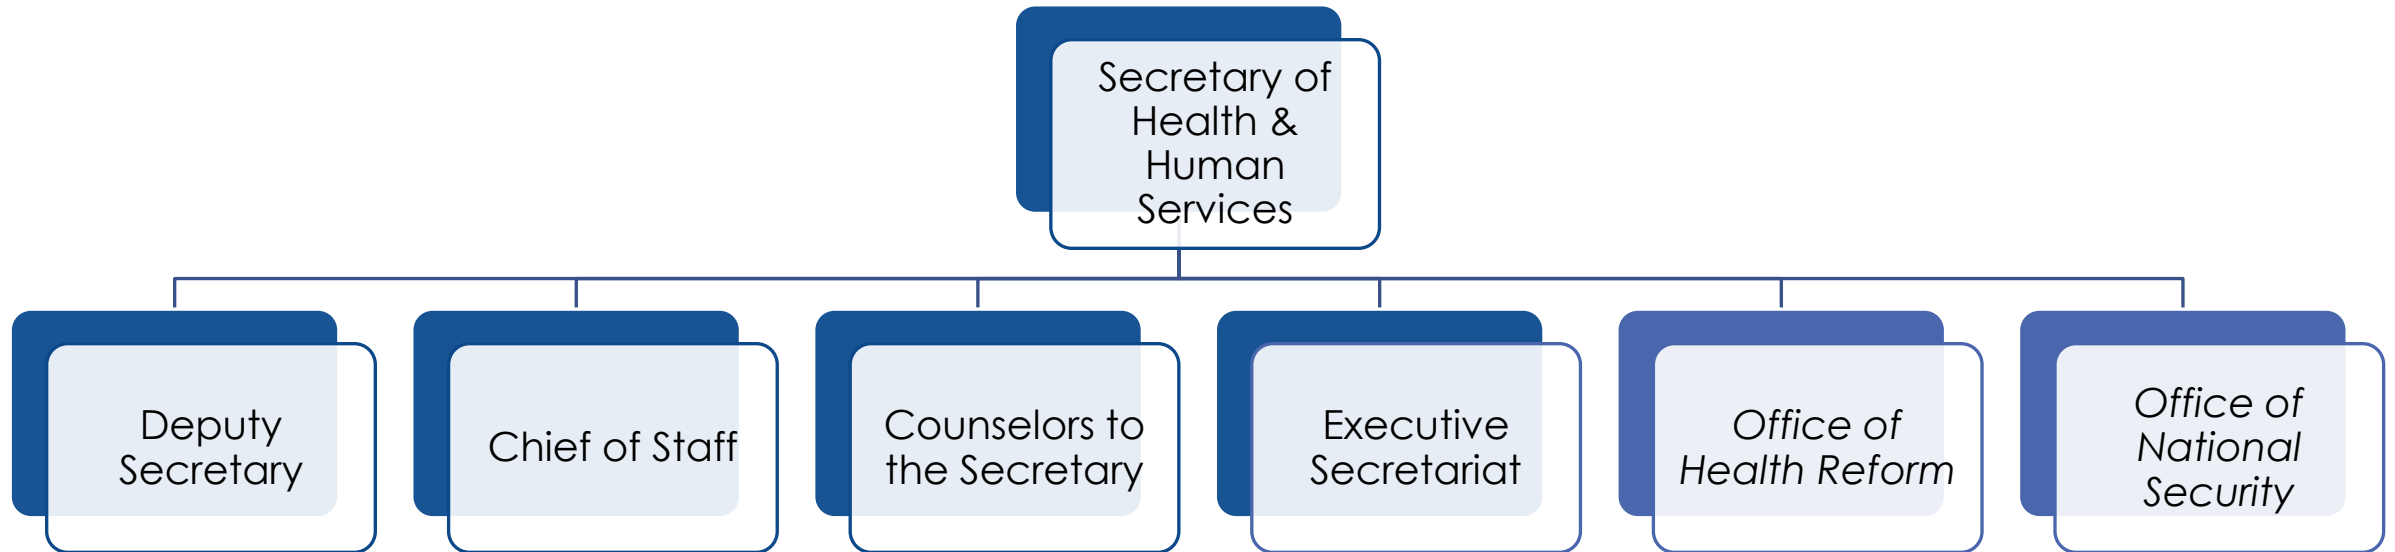 Secretary of
Health &
Human
Services
Deputy
Secretary
Chief of Staff
Counselors to
the Secretary
Executive
Secretariat
Office of
Health Reform
Office of
National
Security